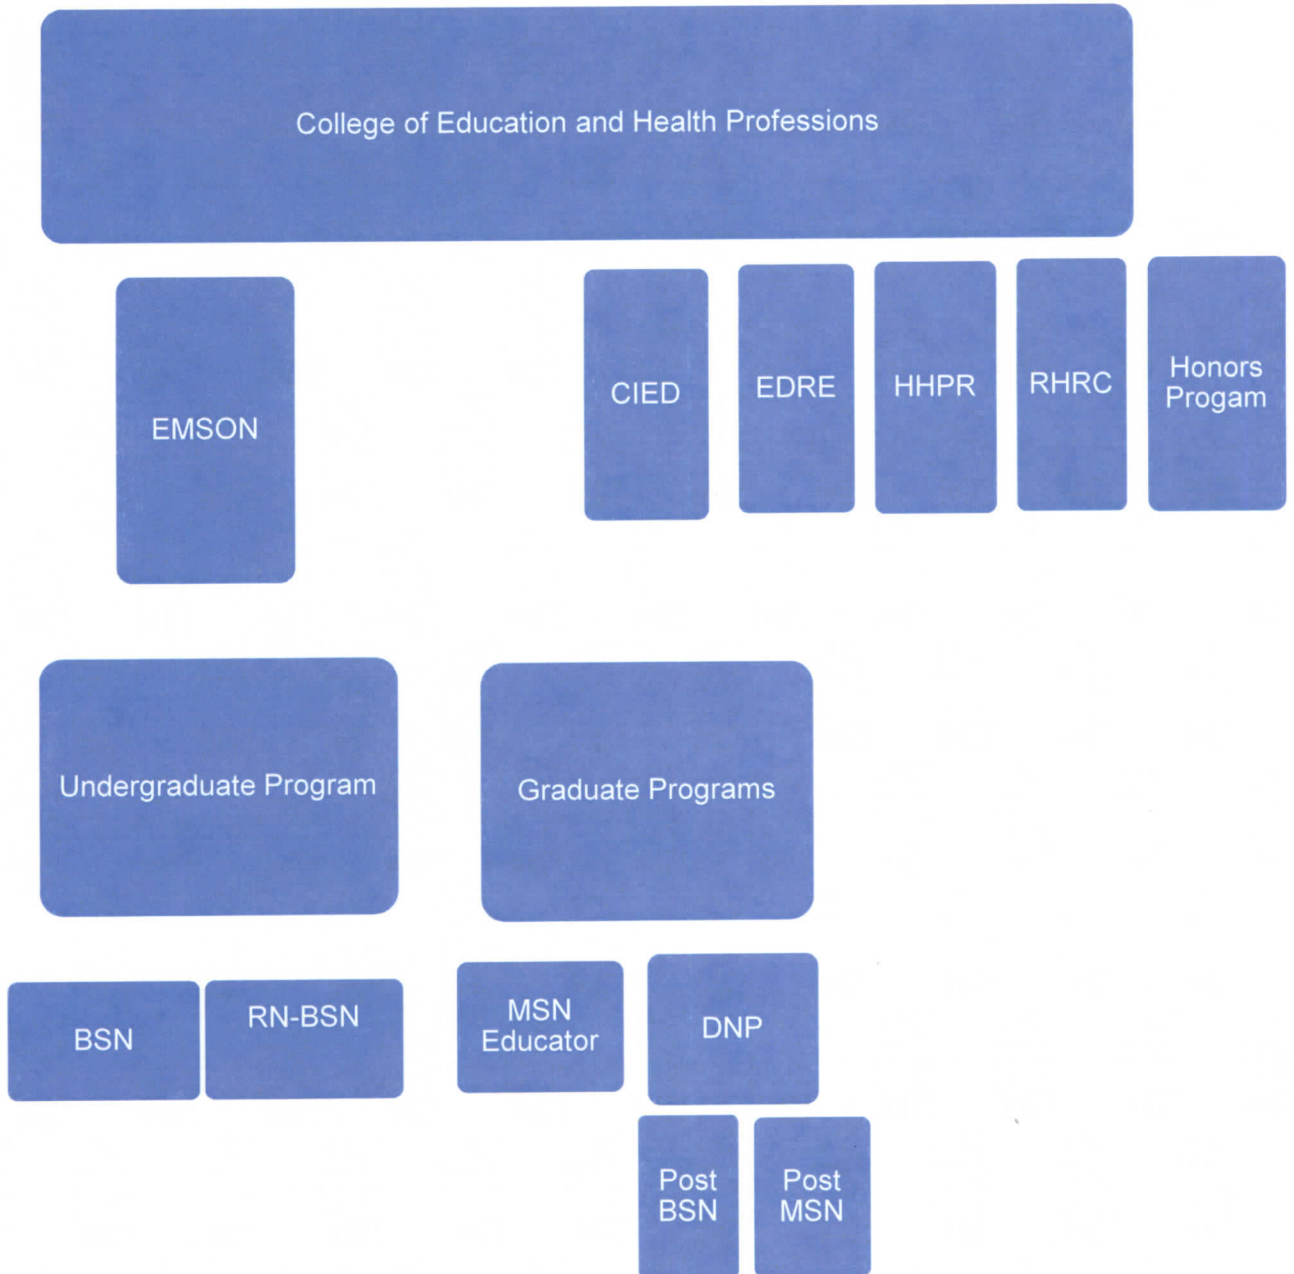 College of Education and Health Professions
EMSON
CIED
EDRE
HHPR
RHRC
Honors
Progam
Undergraduate Program
Graduate Programs
BSN
RN-BSN
MSN
Educator
DNP
Post
BSN
Post
MSN